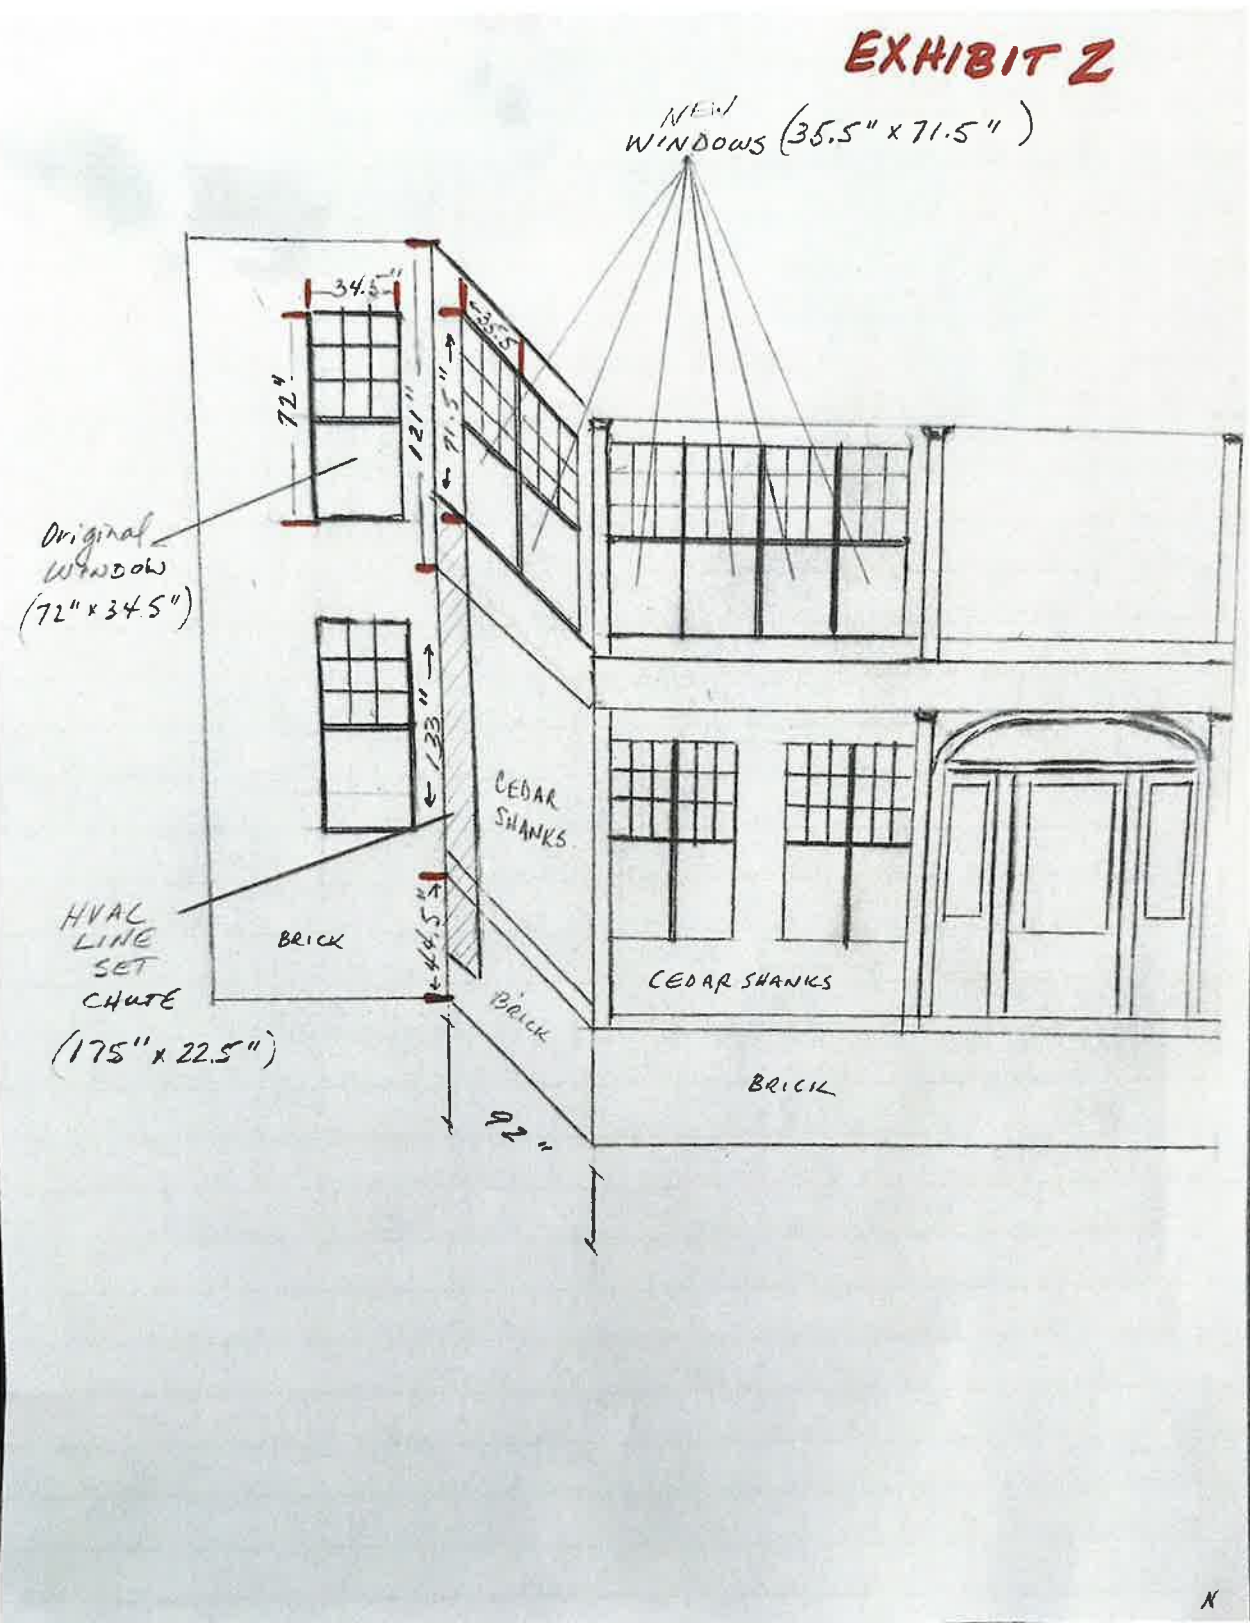 EXHIBIT 2
NEW
WINDOWS (35.5" x 71.5")
34.5"
35.5
72"
121"
71.5"
Original
WINDOW
(72" x 34.5")
133"
CEDAR
SHANKS
HVAC
LINE
SET
CHUTE
(175" x 22.5")
BRICK
44.5"
BRICK
CEDAR SHANKS
BRICK
92"
N